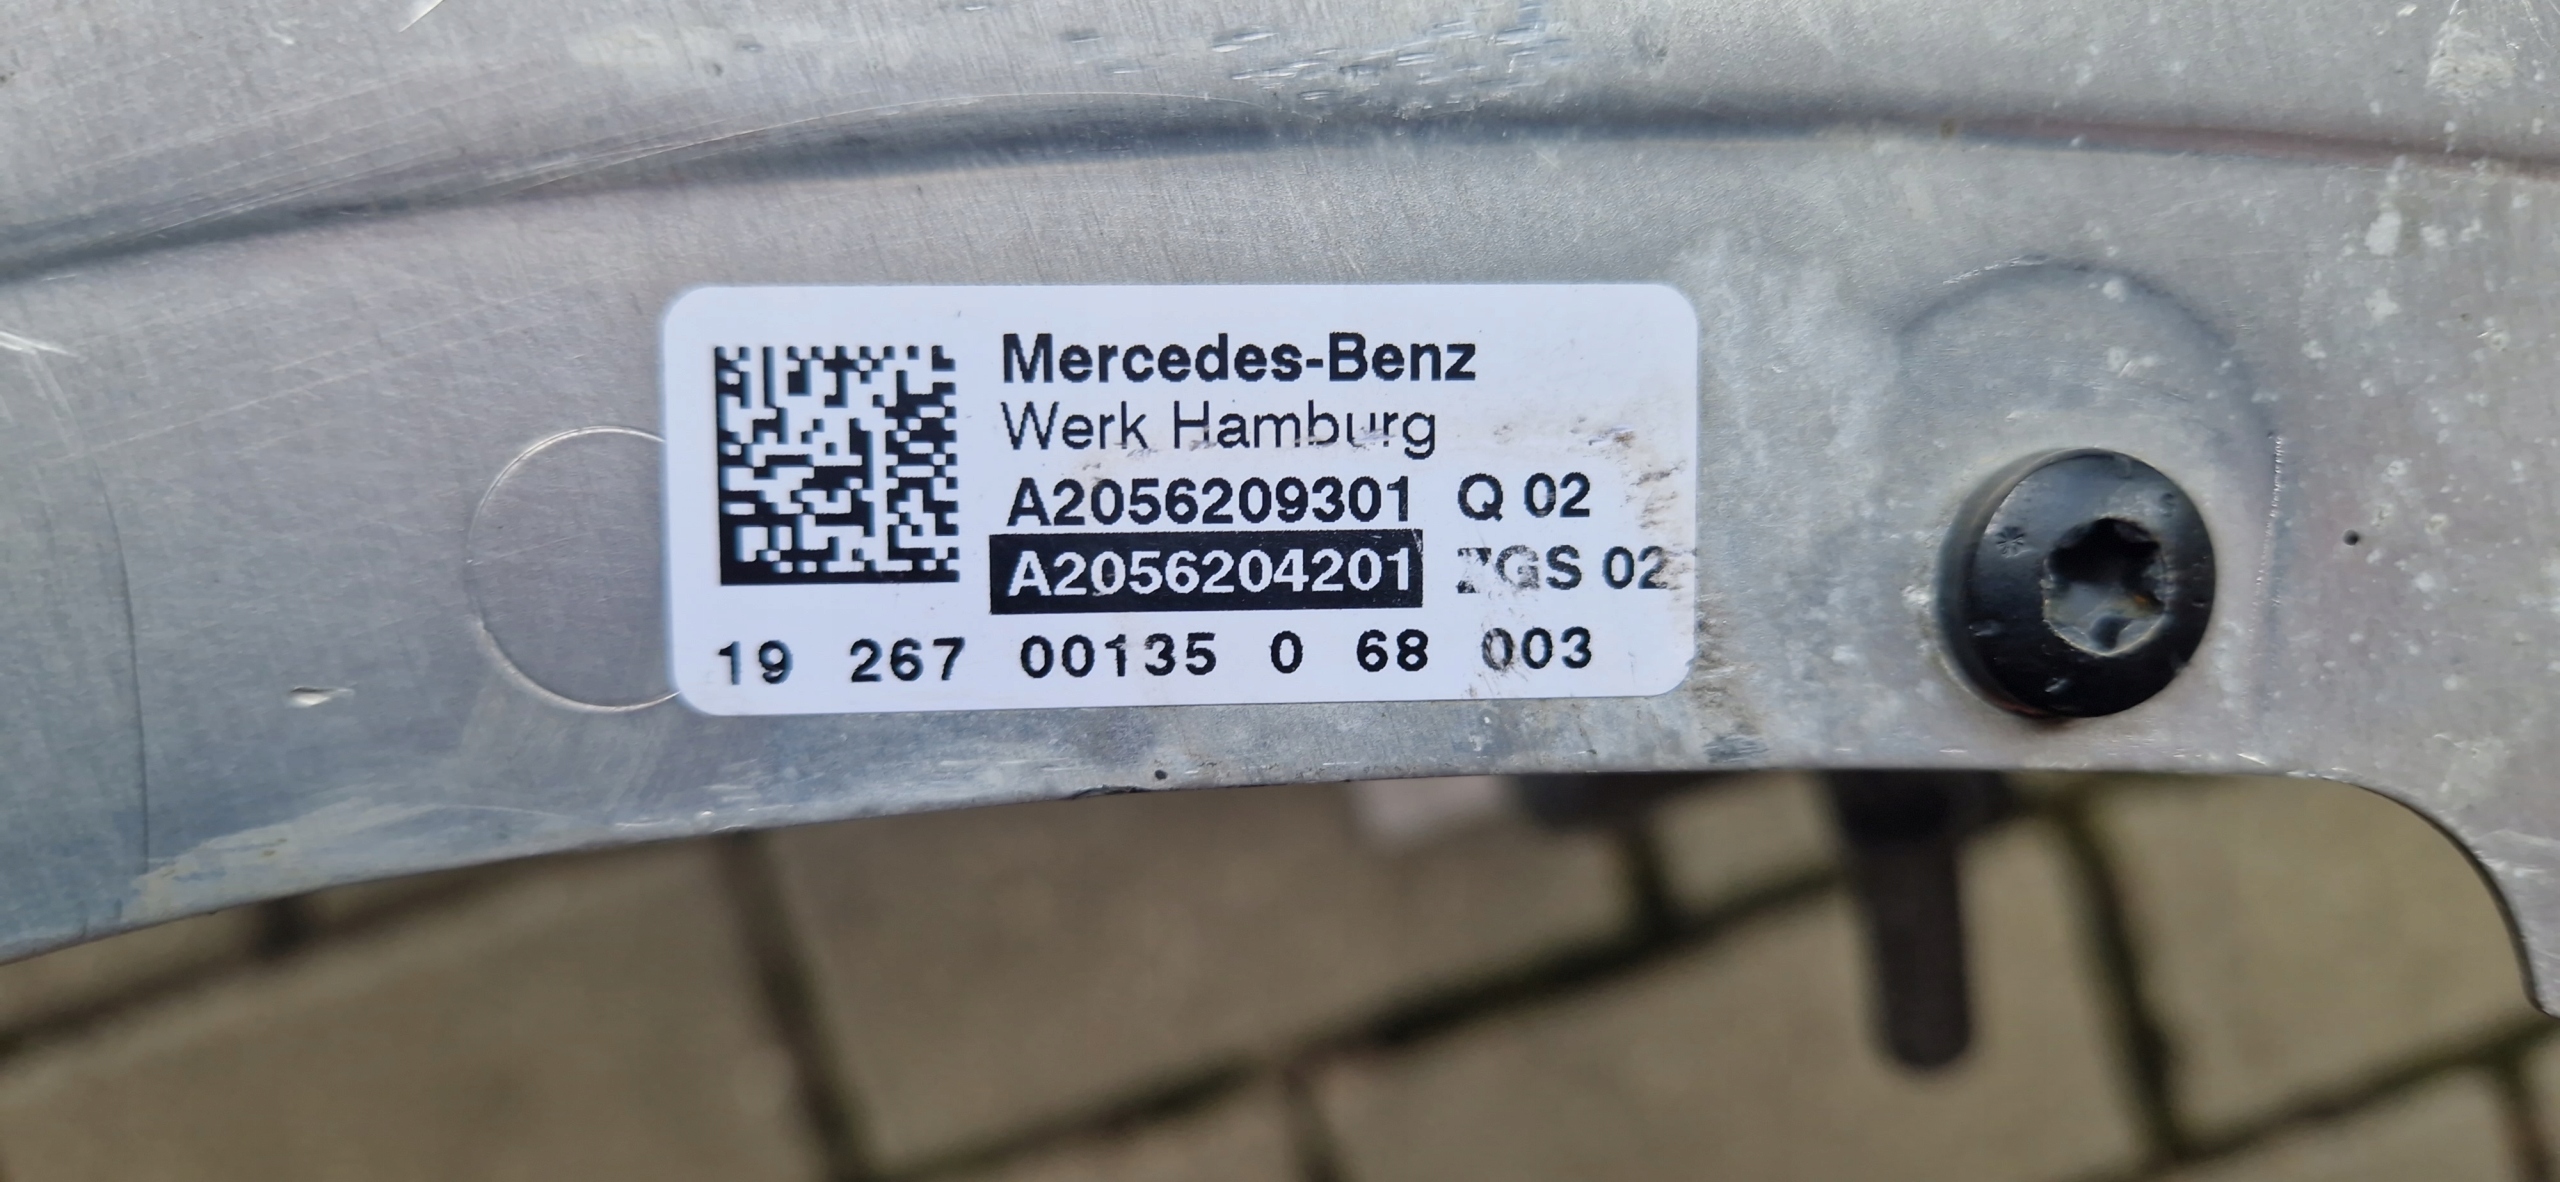 Mercedes-Benz
Werk Hamburg
A2056209301 Q 02
A2056204201 ZGS 02
19 267 00135 0 68 003